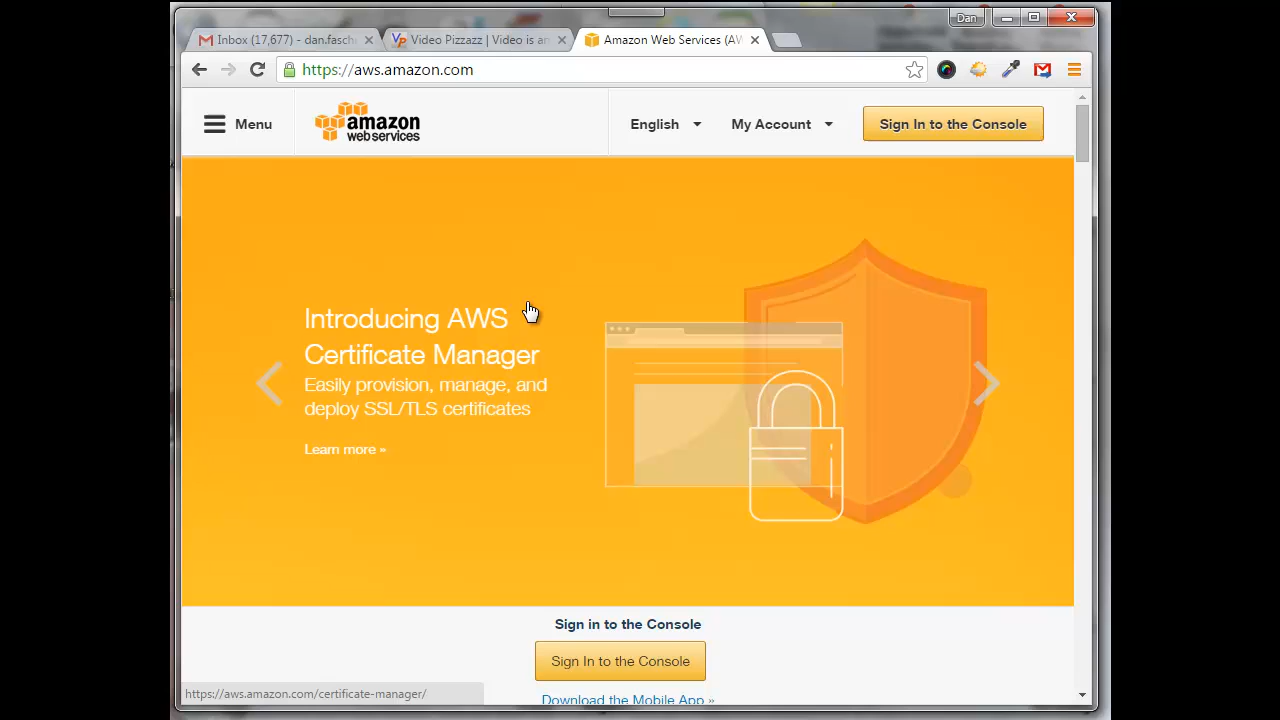 Dan
Inbox (17,677) - dan.fasch
Video Pizzazz | Video is an
Amazon Web Services (AW
https://aws.amazon.com
Menu
amazon
web services
English
My Account
Sign In to the Console
Introducing AWS
Certificate Manager
Easily provision, manage, and
deploy SSL/TLS certificates
Learn more »
Sign in to the Console
Sign In to the Console
Download the Mobile App »
https://aws.amazon.com/certificate-manager/